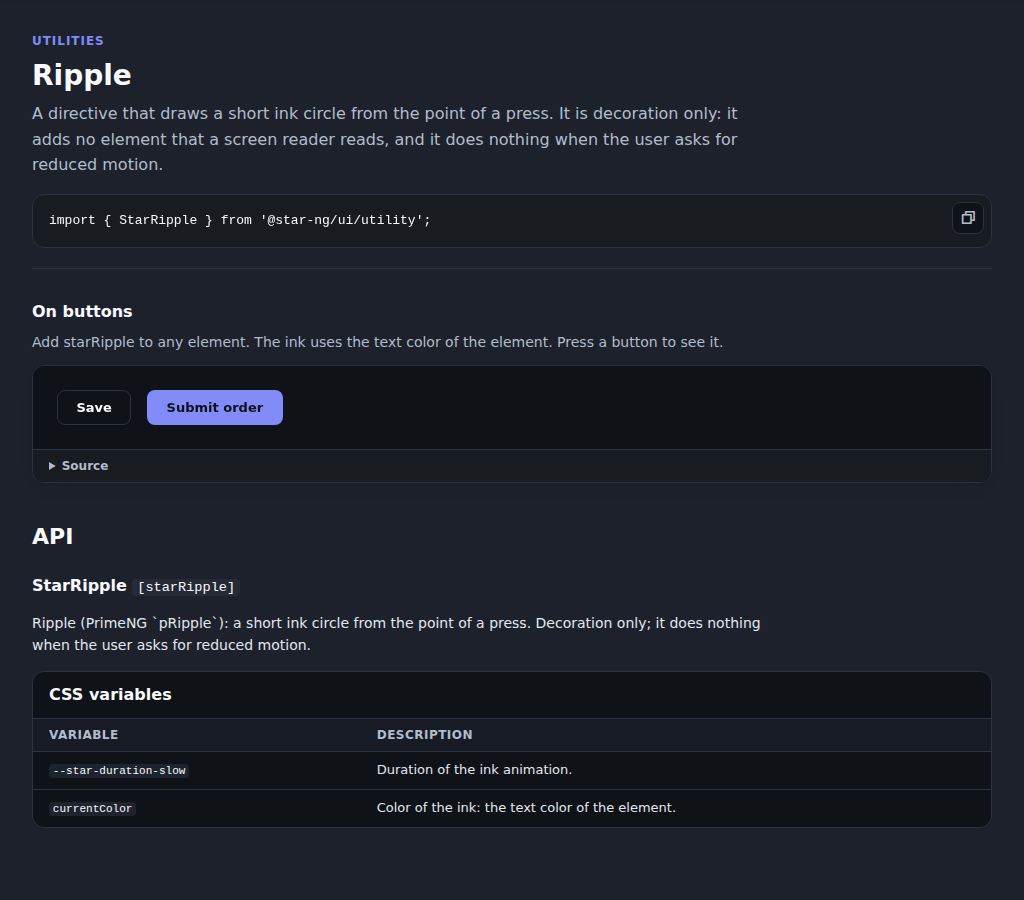 UTILITIES
Ripple
A directive that draws a short ink circle from the point of a press. It is decoration only: it
adds no element that a screen reader reads, and it does nothing when the user asks for
reduced motion.
import { StarRipple } from '@star-ng/ui/utility';
On buttons
Add starRipple to any element. The ink uses the text color of the element. Press a button to see it.
Save
Submit order
Source
API
StarRipple [starRipple]
Ripple (PrimeNG `pRipple`): a short ink circle from the point of a press. Decoration only; it does nothing
when the user asks for reduced motion.
CSS variables
VARIABLE DESCRIPTION
--star-duration-slow Duration of the ink animation.
currentColor Color of the ink: the text color of the element.